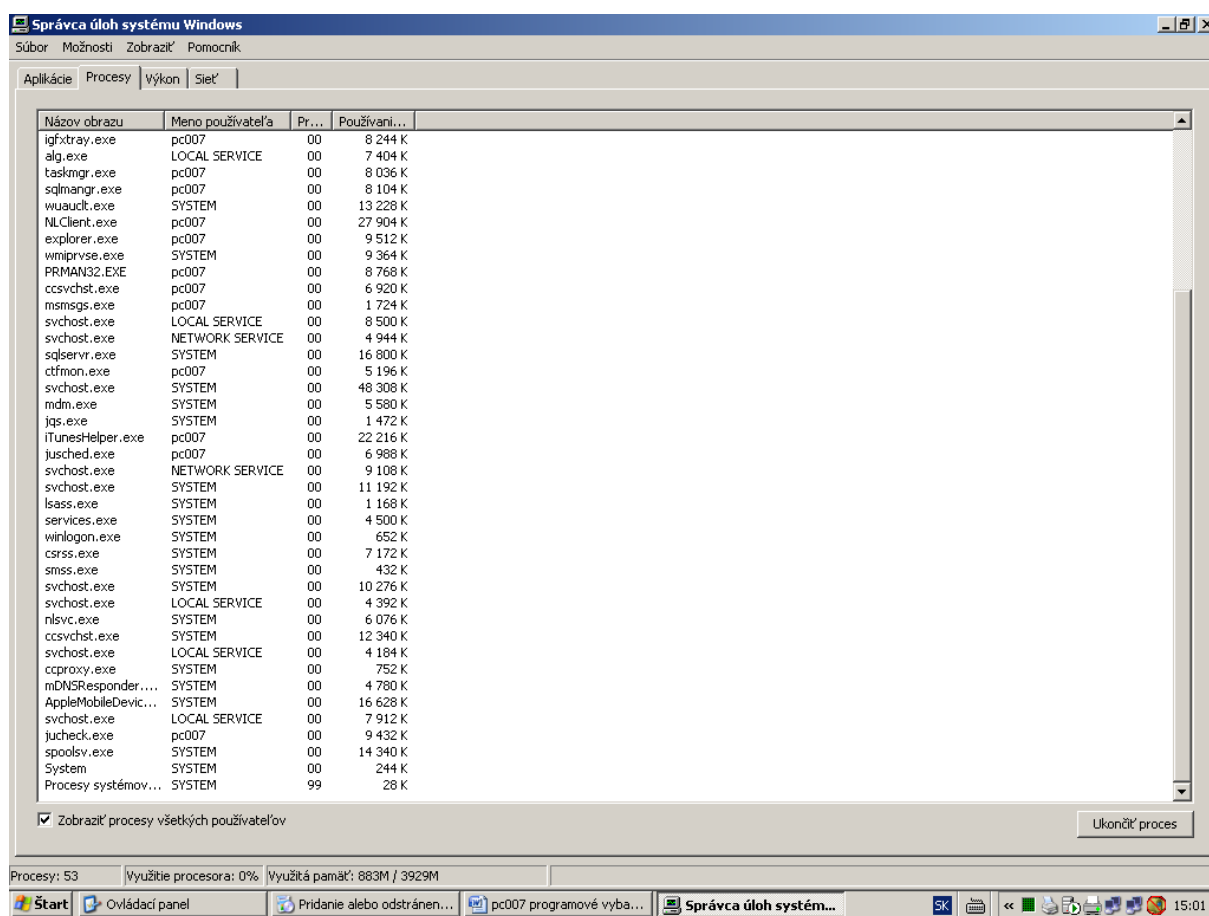 Správca úloh systému Windows
Súbor Možnosti Zobraziť Pomocník
Aplikácie Procesy Výkon Sieť
Názov obrazu Meno používateľa Pr... Používani...
igfxtray.exe pc007 00 8 244 K
alg.exe LOCAL SERVICE 00 7 404 K
taskmgr.exe pc007 00 8 036 K
sqlmangr.exe pc007 00 8 104 K
wuauclt.exe SYSTEM 00 13 228 K
NLClient.exe pc007 00 27 904 K
explorer.exe pc007 00 9 512 K
wmiprvse.exe SYSTEM 00 9 364 K
PRMAN32.EXE pc007 00 8 768 K
ccsvchst.exe pc007 00 6 920 K
msmsgs.exe pc007 00 1 724 K
svchost.exe LOCAL SERVICE 00 8 500 K
svchost.exe NETWORK SERVICE 00 4 944 K
sqlservr.exe SYSTEM 00 16 800 K
ctfmon.exe pc007 00 5 196 K
svchost.exe SYSTEM 00 48 308 K
mdm.exe SYSTEM 00 5 580 K
jqs.exe SYSTEM 00 1 472 K
iTunesHelper.exe pc007 00 22 216 K
jusched.exe pc007 00 6 988 K
svchost.exe NETWORK SERVICE 00 9 108 K
svchost.exe SYSTEM 00 11 192 K
lsass.exe SYSTEM 00 1 168 K
services.exe SYSTEM 00 4 500 K
winlogon.exe SYSTEM 00 652 K
csrss.exe SYSTEM 00 7 172 K
smss.exe SYSTEM 00 432 K
svchost.exe SYSTEM 00 10 276 K
svchost.exe LOCAL SERVICE 00 4 392 K
nlsvc.exe SYSTEM 00 6 076 K
ccsvchst.exe SYSTEM 00 12 340 K
svchost.exe LOCAL SERVICE 00 4 184 K
ccproxy.exe SYSTEM 00 752 K
mDNSResponder.... SYSTEM 00 4 780 K
AppleMobileDevic... SYSTEM 00 16 628 K
svchost.exe LOCAL SERVICE 00 7 912 K
jucheck.exe pc007 00 9 432 K
spoolsv.exe SYSTEM 00 14 340 K
System SYSTEM 00 244 K
Procesy systémov... SYSTEM 99 28 K
Zobraziť procesy všetkých používateľov Ukončiť proces
Procesy: 53 Využitie procesora: 0% Využitá pamäť: 883M / 3929M
Štart Ovládací panel Pridanie alebo odstránen... pc007 programové vyba... Správca úloh systém... SK « 15:01